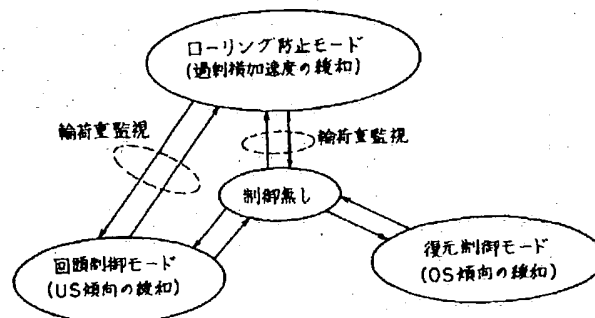 ローリング防止モード
(過剰横加速度の緩和)
輪荷重監視
輪荷重監視
制御無し
回頭制御モード
(US傾向の緩和)
復元制御モード
(OS傾向の緩和)